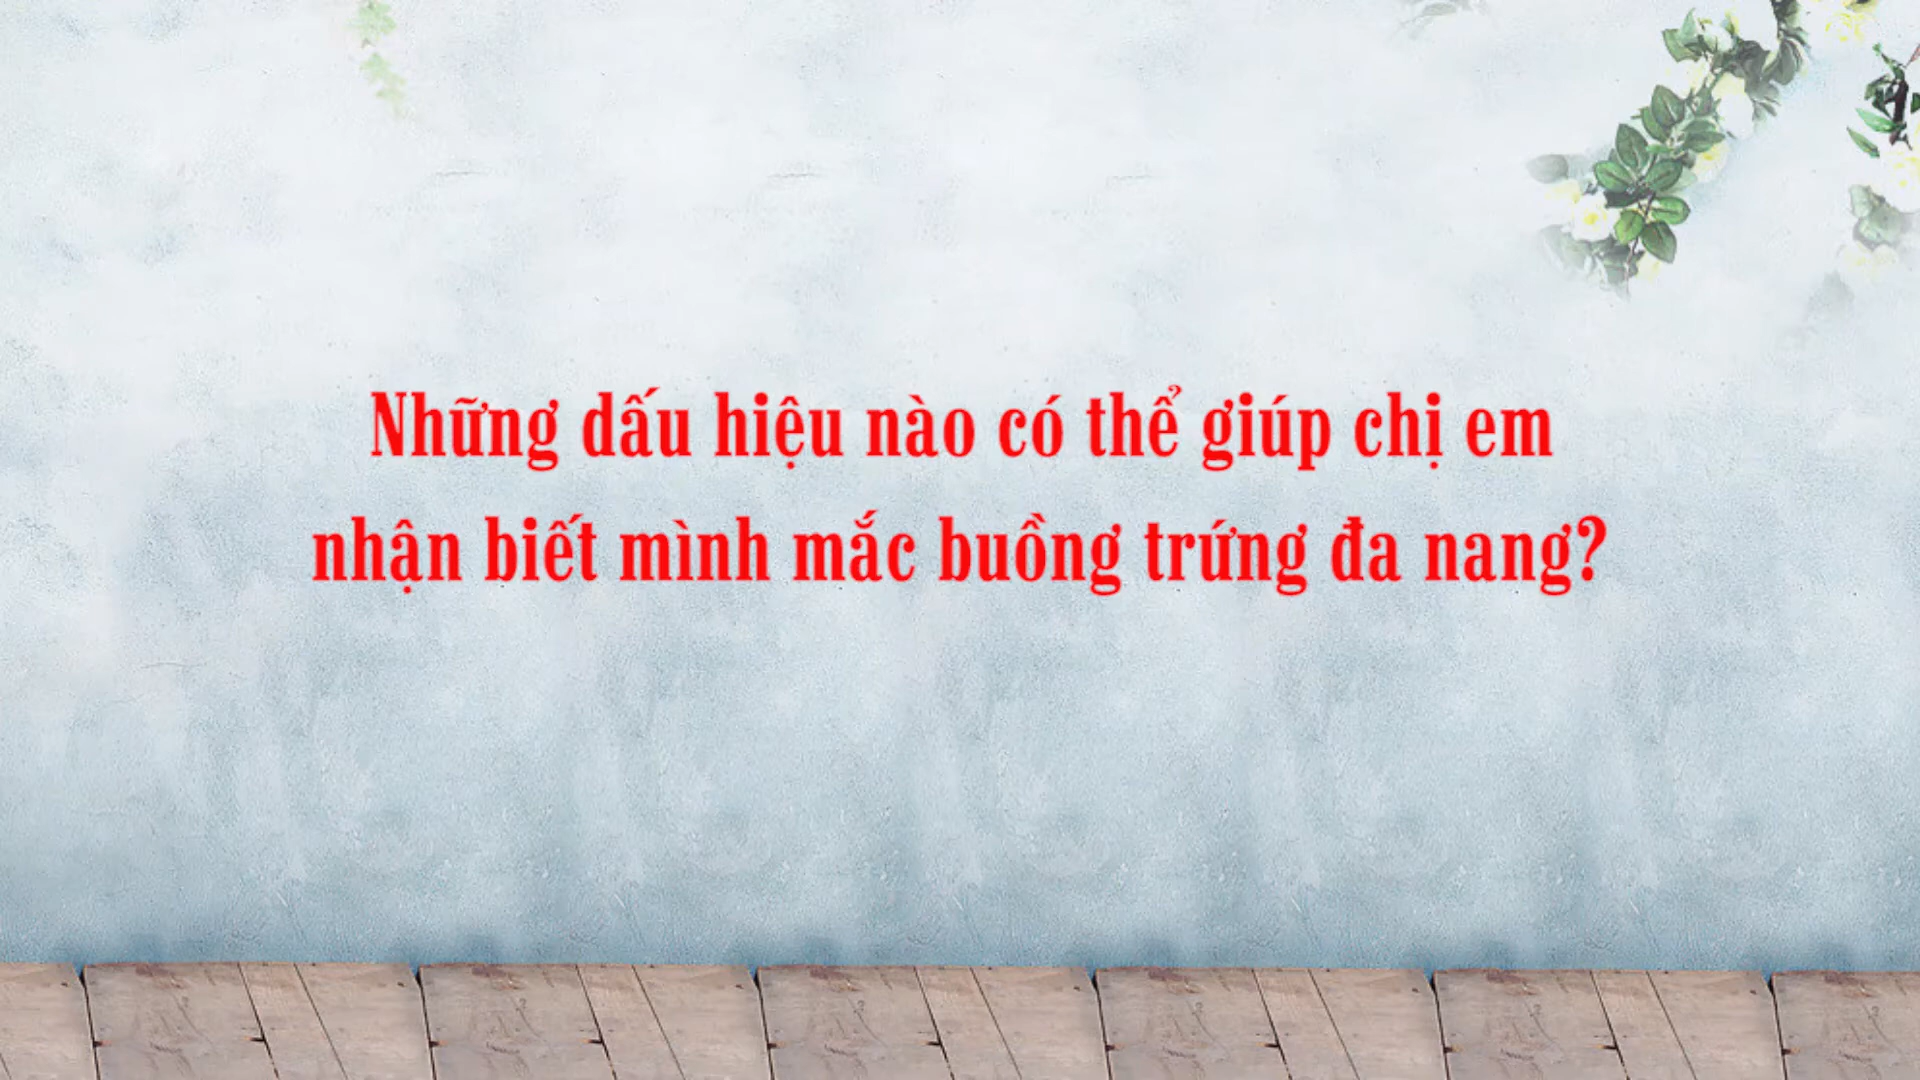 Những dấu hiệu nào có thể giúp chị em
nhận biết mình mắc buồng trứng đa nang?